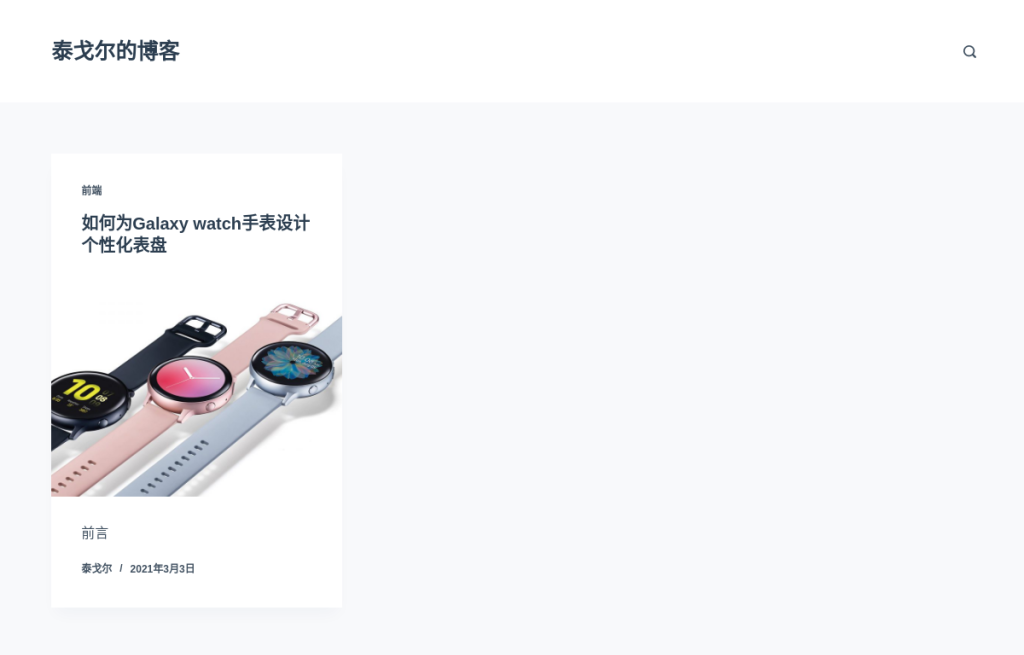 泰戈尔的博客
前端
如何为Galaxy watch手表设计
个性化表盘
10
08
前言
泰戈尔 / 2021年3月3日